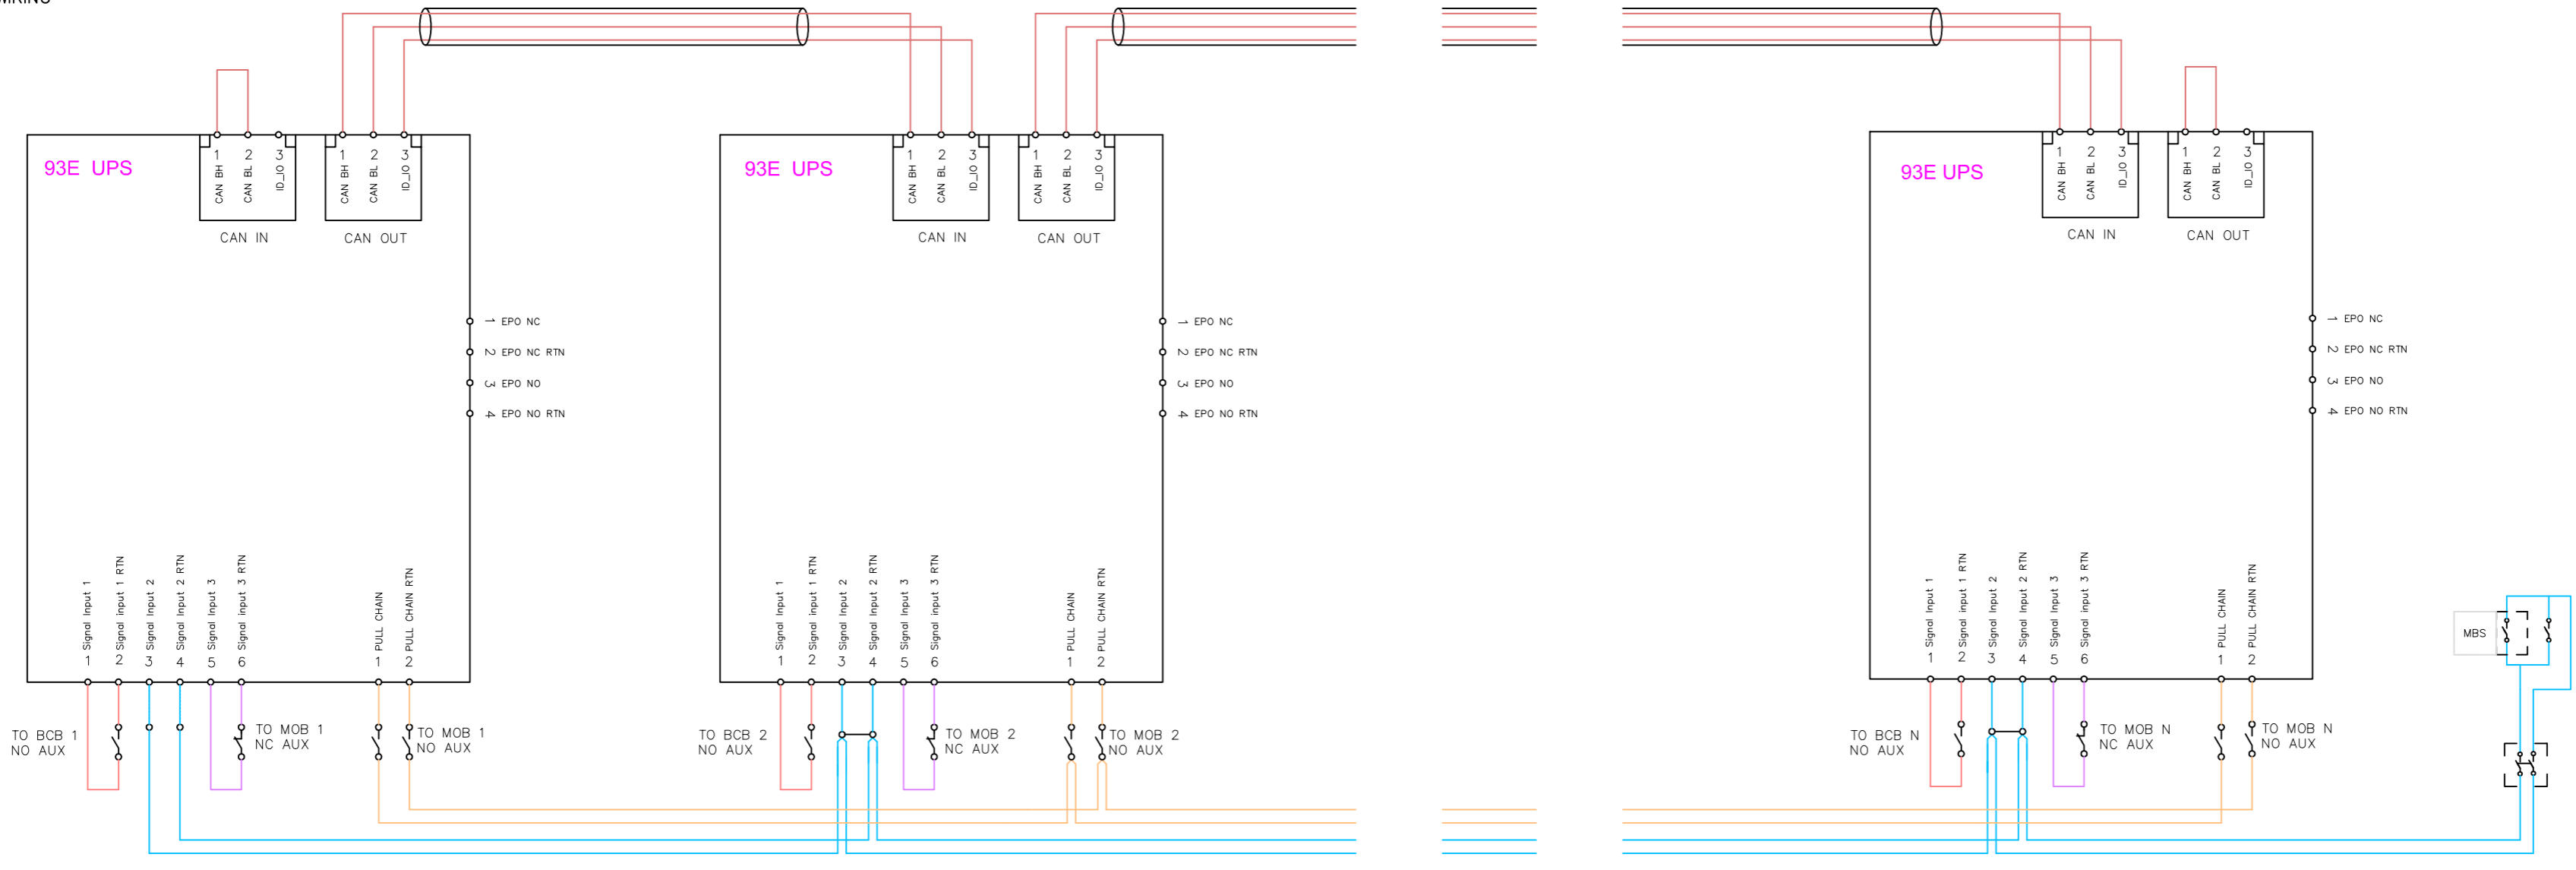 93E UPS
1
2
3
CAN BH
CAN BL
ID_IO
1
2
3
CAN BH
CAN BL
ID_IO
CAN IN
CAN OUT
1 EPO NC
2 EPO NC RTN
3 EPO NO
4 EPO NO RTN
Signal Input 1
Signal input 1 RTN
Signal Input 2
Signal Input 2 RTN
Signal Input 3
Signal input 3 RTN
PULL CHAIN
PULL CHAIN RTN
1
2
3
4
5
6
1
2
TO BCB 1
NO AUX
TO MOB 1
NC AUX
TO MOB 1
NO AUX
93E UPS
1
2
3
CAN BH
CAN BL
ID_IO
1
2
3
CAN BH
CAN BL
ID_IO
CAN IN
CAN OUT
1 EPO NC
2 EPO NC RTN
3 EPO NO
4 EPO NO RTN
Signal Input 1
Signal input 1 RTN
Signal Input 2
Signal Input 2 RTN
Signal Input 3
Signal input 3 RTN
PULL CHAIN
PULL CHAIN RTN
1
2
3
4
5
6
1
2
TO BCB 2
NO AUX
TO MOB 2
NC AUX
TO MOB 2
NO AUX
93E UPS
1
2
3
CAN BH
CAN BL
ID_IO
1
2
3
CAN BH
CAN BL
ID_IO
CAN IN
CAN OUT
1 EPO NC
2 EPO NC RTN
3 EPO NO
4 EPO NO RTN
Signal Input 1
Signal input 1 RTN
Signal Input 2
Signal Input 2 RTN
Signal Input 3
Signal input 3 RTN
PULL CHAIN
PULL CHAIN RTN
1
2
3
4
5
6
1
2
TO BCB N
NO AUX
TO MOB N
NC AUX
TO MOB N
NO AUX
MBS